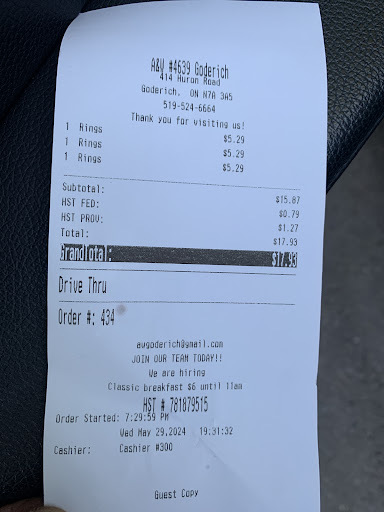 A&W #4639 Goderich
414 Huron Road
Goderich, ON N7A 3A5
519-524-6664
Thank you for visiting us!
1 Rings $5.29
1 Rings $5.29
1 Rings $5.29
Subtotal: $15.87
HST FED: $0.79
HST PROV: $1.27
Total: $17.93
GrandTotal: $17.93
Drive Thru
Order #: 434
awgoderich@gmail.com
JOIN OUR TEAM TODAY!!
We are hiring
Classic breakfast $6 until 11am
HST # 781879515
Order Started: 7:29:59 PM
Wed May 29,2024 19:31:32
Cashier: Cashier #300
Guest Copy